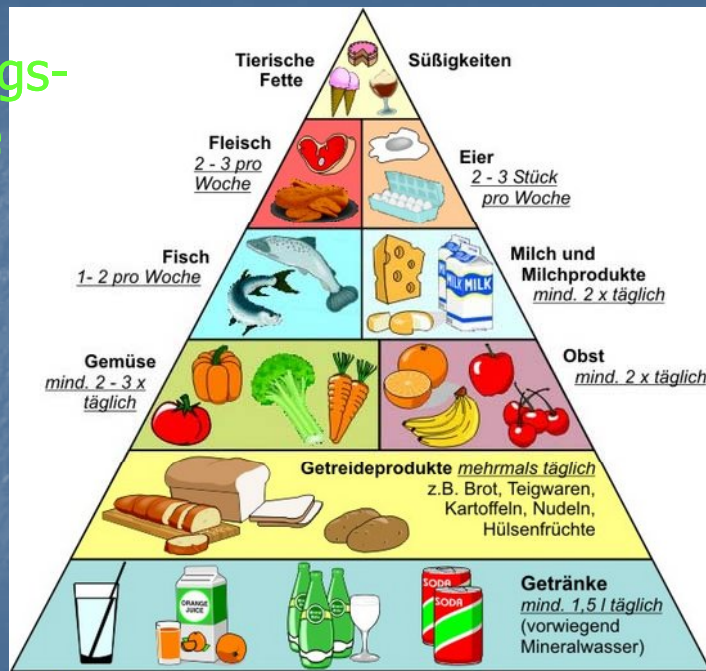 gs-
Tierische
Fette
Süßigkeiten
Fleisch
2 - 3 pro
Woche
Eier
2 - 3 Stück
pro Woche
Fisch
1- 2 pro Woche
Milch und
Milchprodukte
mind. 2 x täglich
MILK
MILK
Gemüse
mind. 2 - 3 x
täglich
Obst
mind. 2 x täglich
Getreideprodukte mehrmals täglich
z.B. Brot, Teigwaren,
Kartoffeln, Nudeln,
Hülsenfrüchte
ORANGE
JUICE
SODA
SODA
Getränke
mind. 1,5 l täglich
(vorwiegend
Mineralwasser)